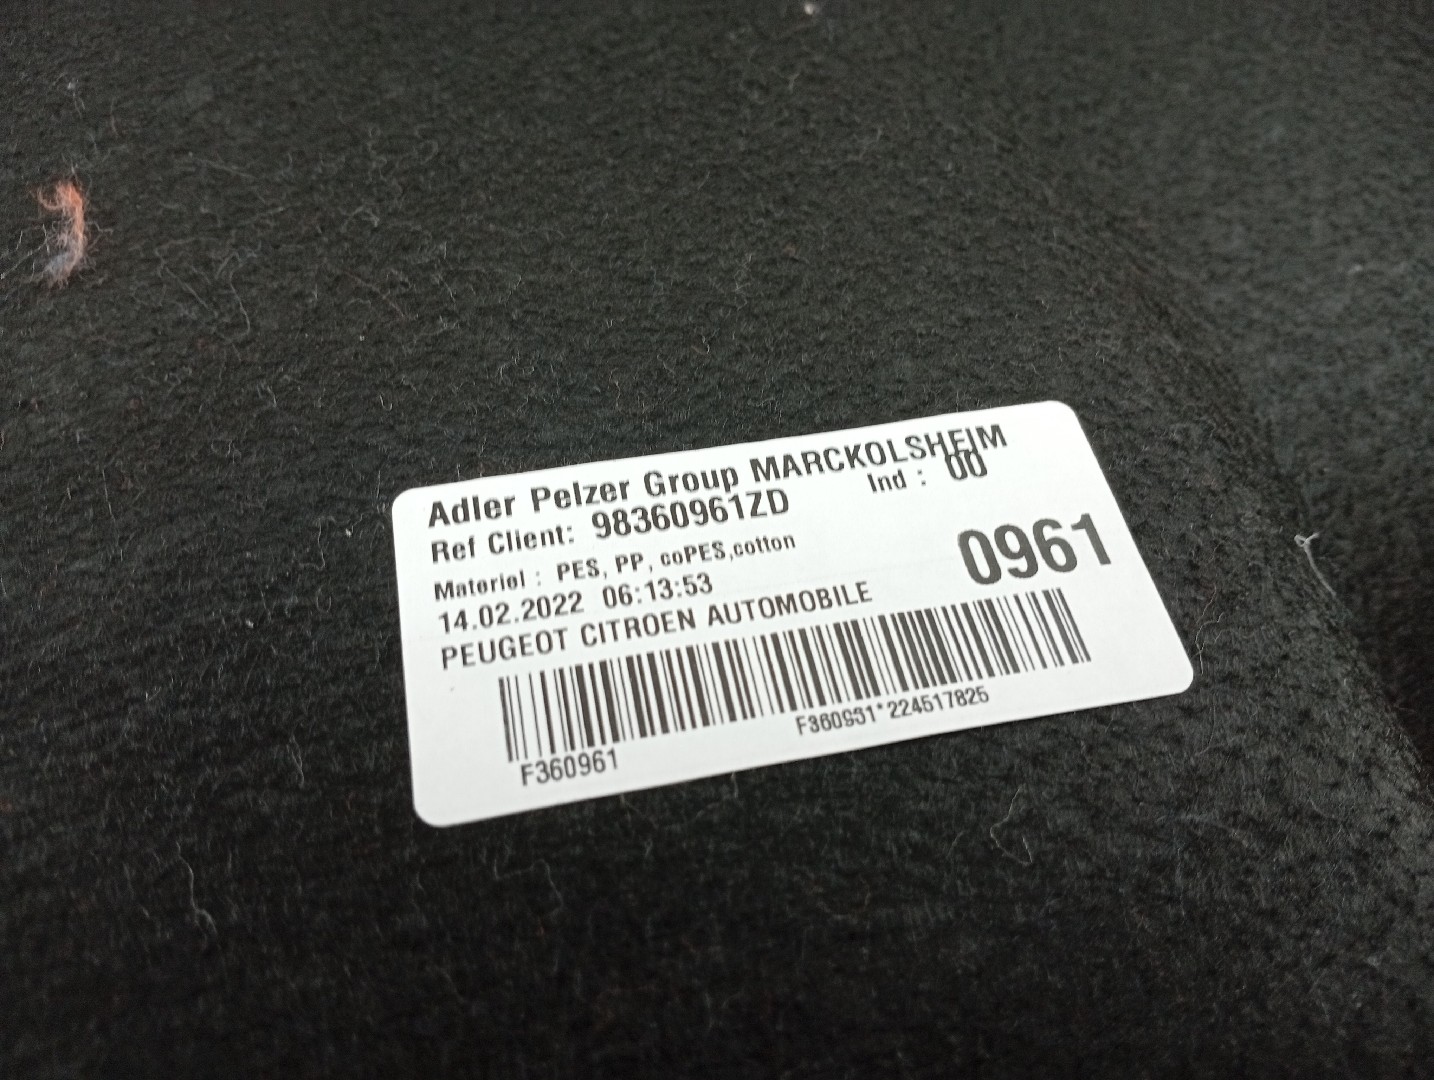 Adler Pelzer Group MARCKOLSHEIM
Ref Client: 98360961ZD Ind : 00
Materiel : PES, PP, coPES,cotton
0961
14.02.2022 06:13:53
PEUGEOT CITROEN AUTOMOBILE
F360961 F360961*224517825